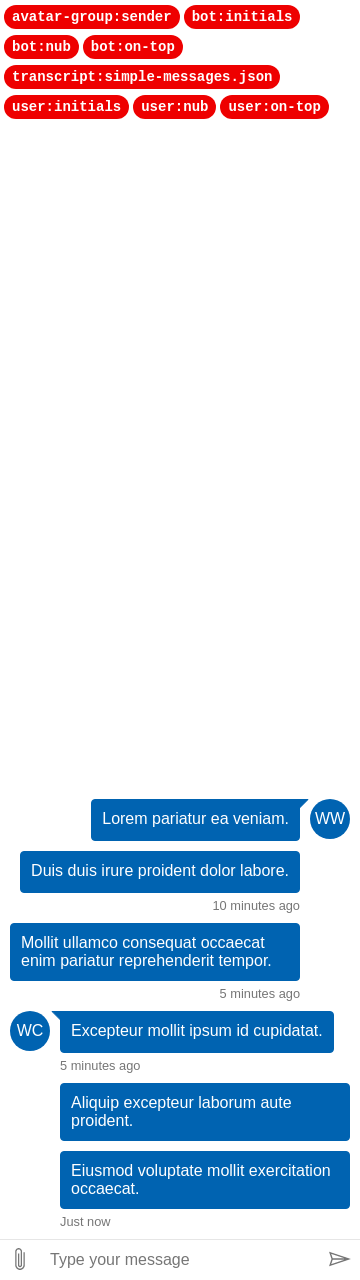 avatar-group:sender bot:initials
bot:nub bot:on-top
transcript:simple-messages.json
user:initials user:nub user:on-top
Lorem pariatur ea veniam. WW
Duis duis irure proident dolor labore.
10 minutes ago
Mollit ullamco consequat occaecat
enim pariatur reprehenderit tempor.
5 minutes ago
WC Excepteur mollit ipsum id cupidatat.
5 minutes ago
Aliquip excepteur laborum aute
proident.
Eiusmod voluptate mollit exercitation
occaecat.
Just now
Type your message